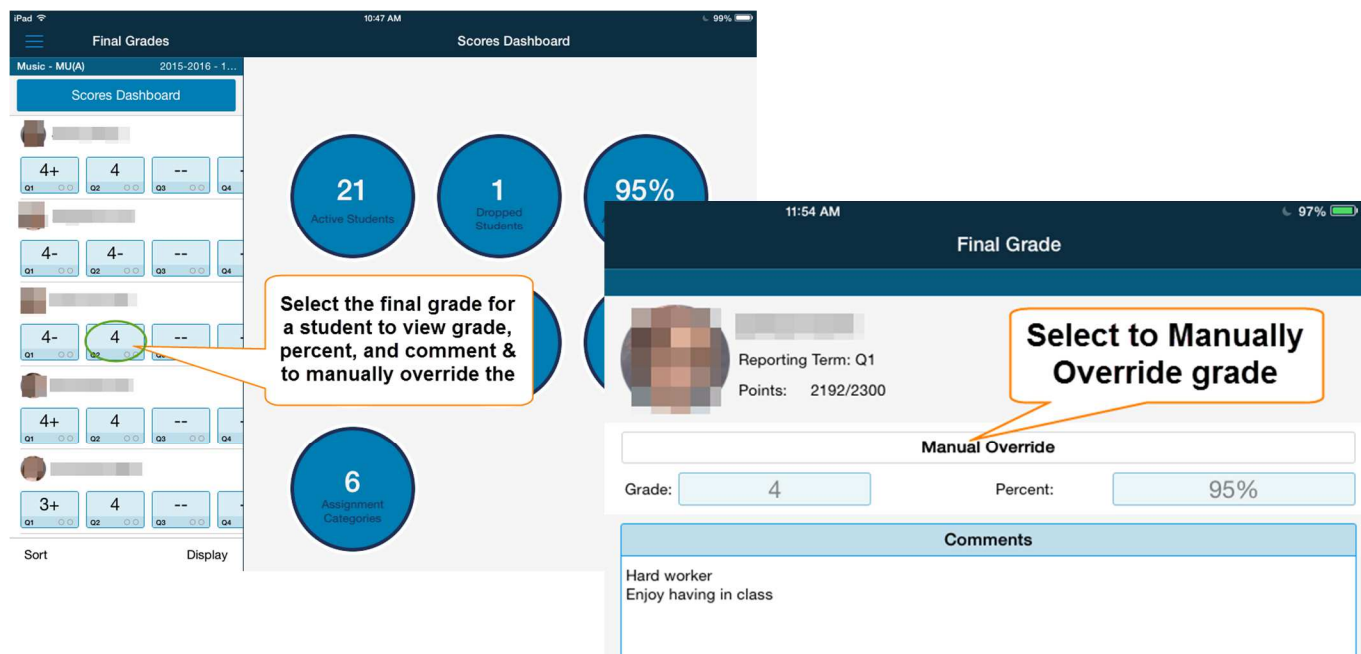 iPad 10:47 AM 99%
Final Grades Scores Dashboard
Music - MU(A) 2015-2016 - 1...
Scores Dashboard
4+ 4 --
Q1 Q2 Q3 Q4
4- 4- --
Q1 Q2 Q3 Q4
4- 4 --
Q1 Q2 Q4
4+ 4 --
Q1 Q2 Q3 Q4
3+ 4 --
Q1 Q2 Q3 Q4
Sort Display
21
Active Students
1
Dropped
Students
95%
Select the final grade for
a student to view grade,
percent, and comment &
to manually override the
6
Assignment
Categories
11:54 AM 97%
Final Grade
Reporting Term: Q1
Points: 2192/2300
Select to Manually
Override grade
Manual Override
Grade: 4 Percent: 95%
Comments
Hard worker
Enjoy having in class